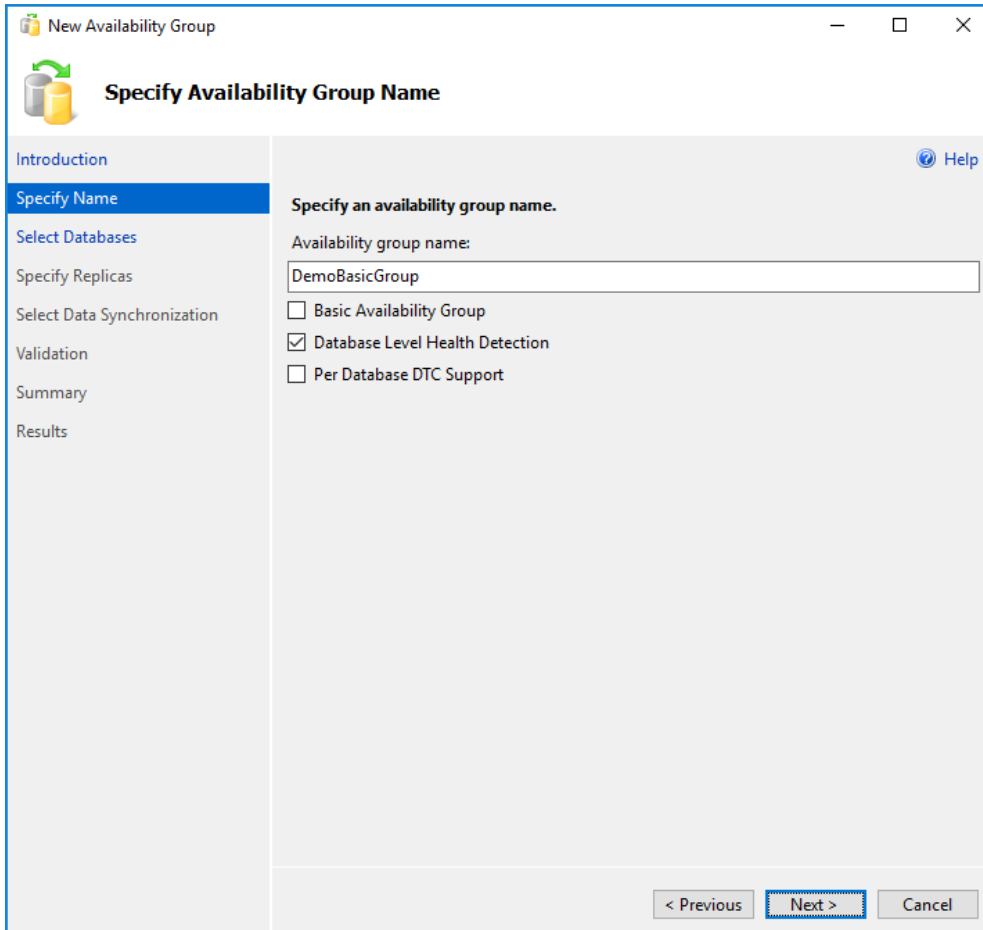 New Availability Group
Specify Availability Group Name
Introduction
Specify Name
Select Databases
Specify Replicas
Select Data Synchronization
Validation
Summary
Results
Help
Specify an availability group name.
Availability group name:
DemoBasicGroup
Basic Availability Group
Database Level Health Detection
Per Database DTC Support
< Previous
Next >
Cancel